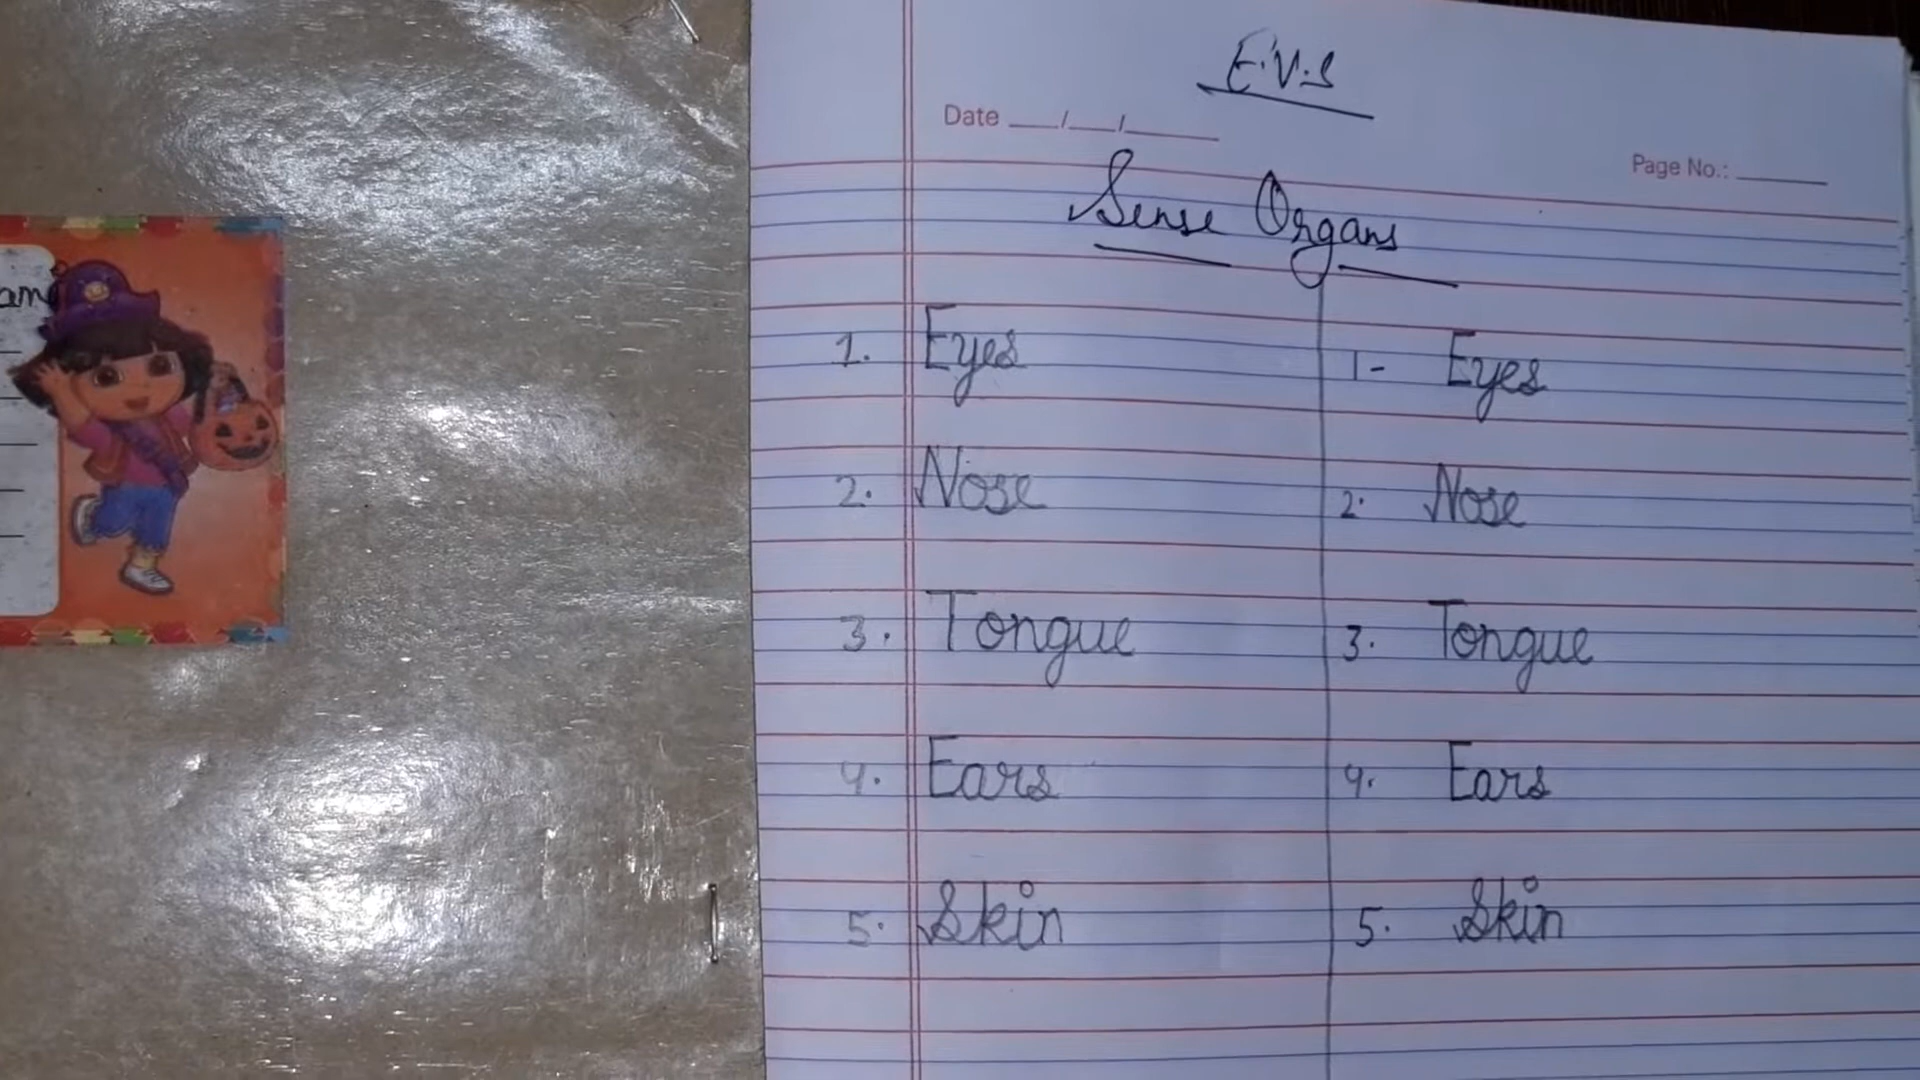 E.V.S
Date __/__/____
Page No.: ____
Sense Organs
1. Eyes 1- Eyes
2. Nose 2. Nose
3. Tongue 3. Tongue
4. Ears 4. Ears
5. Skin 5. Skin